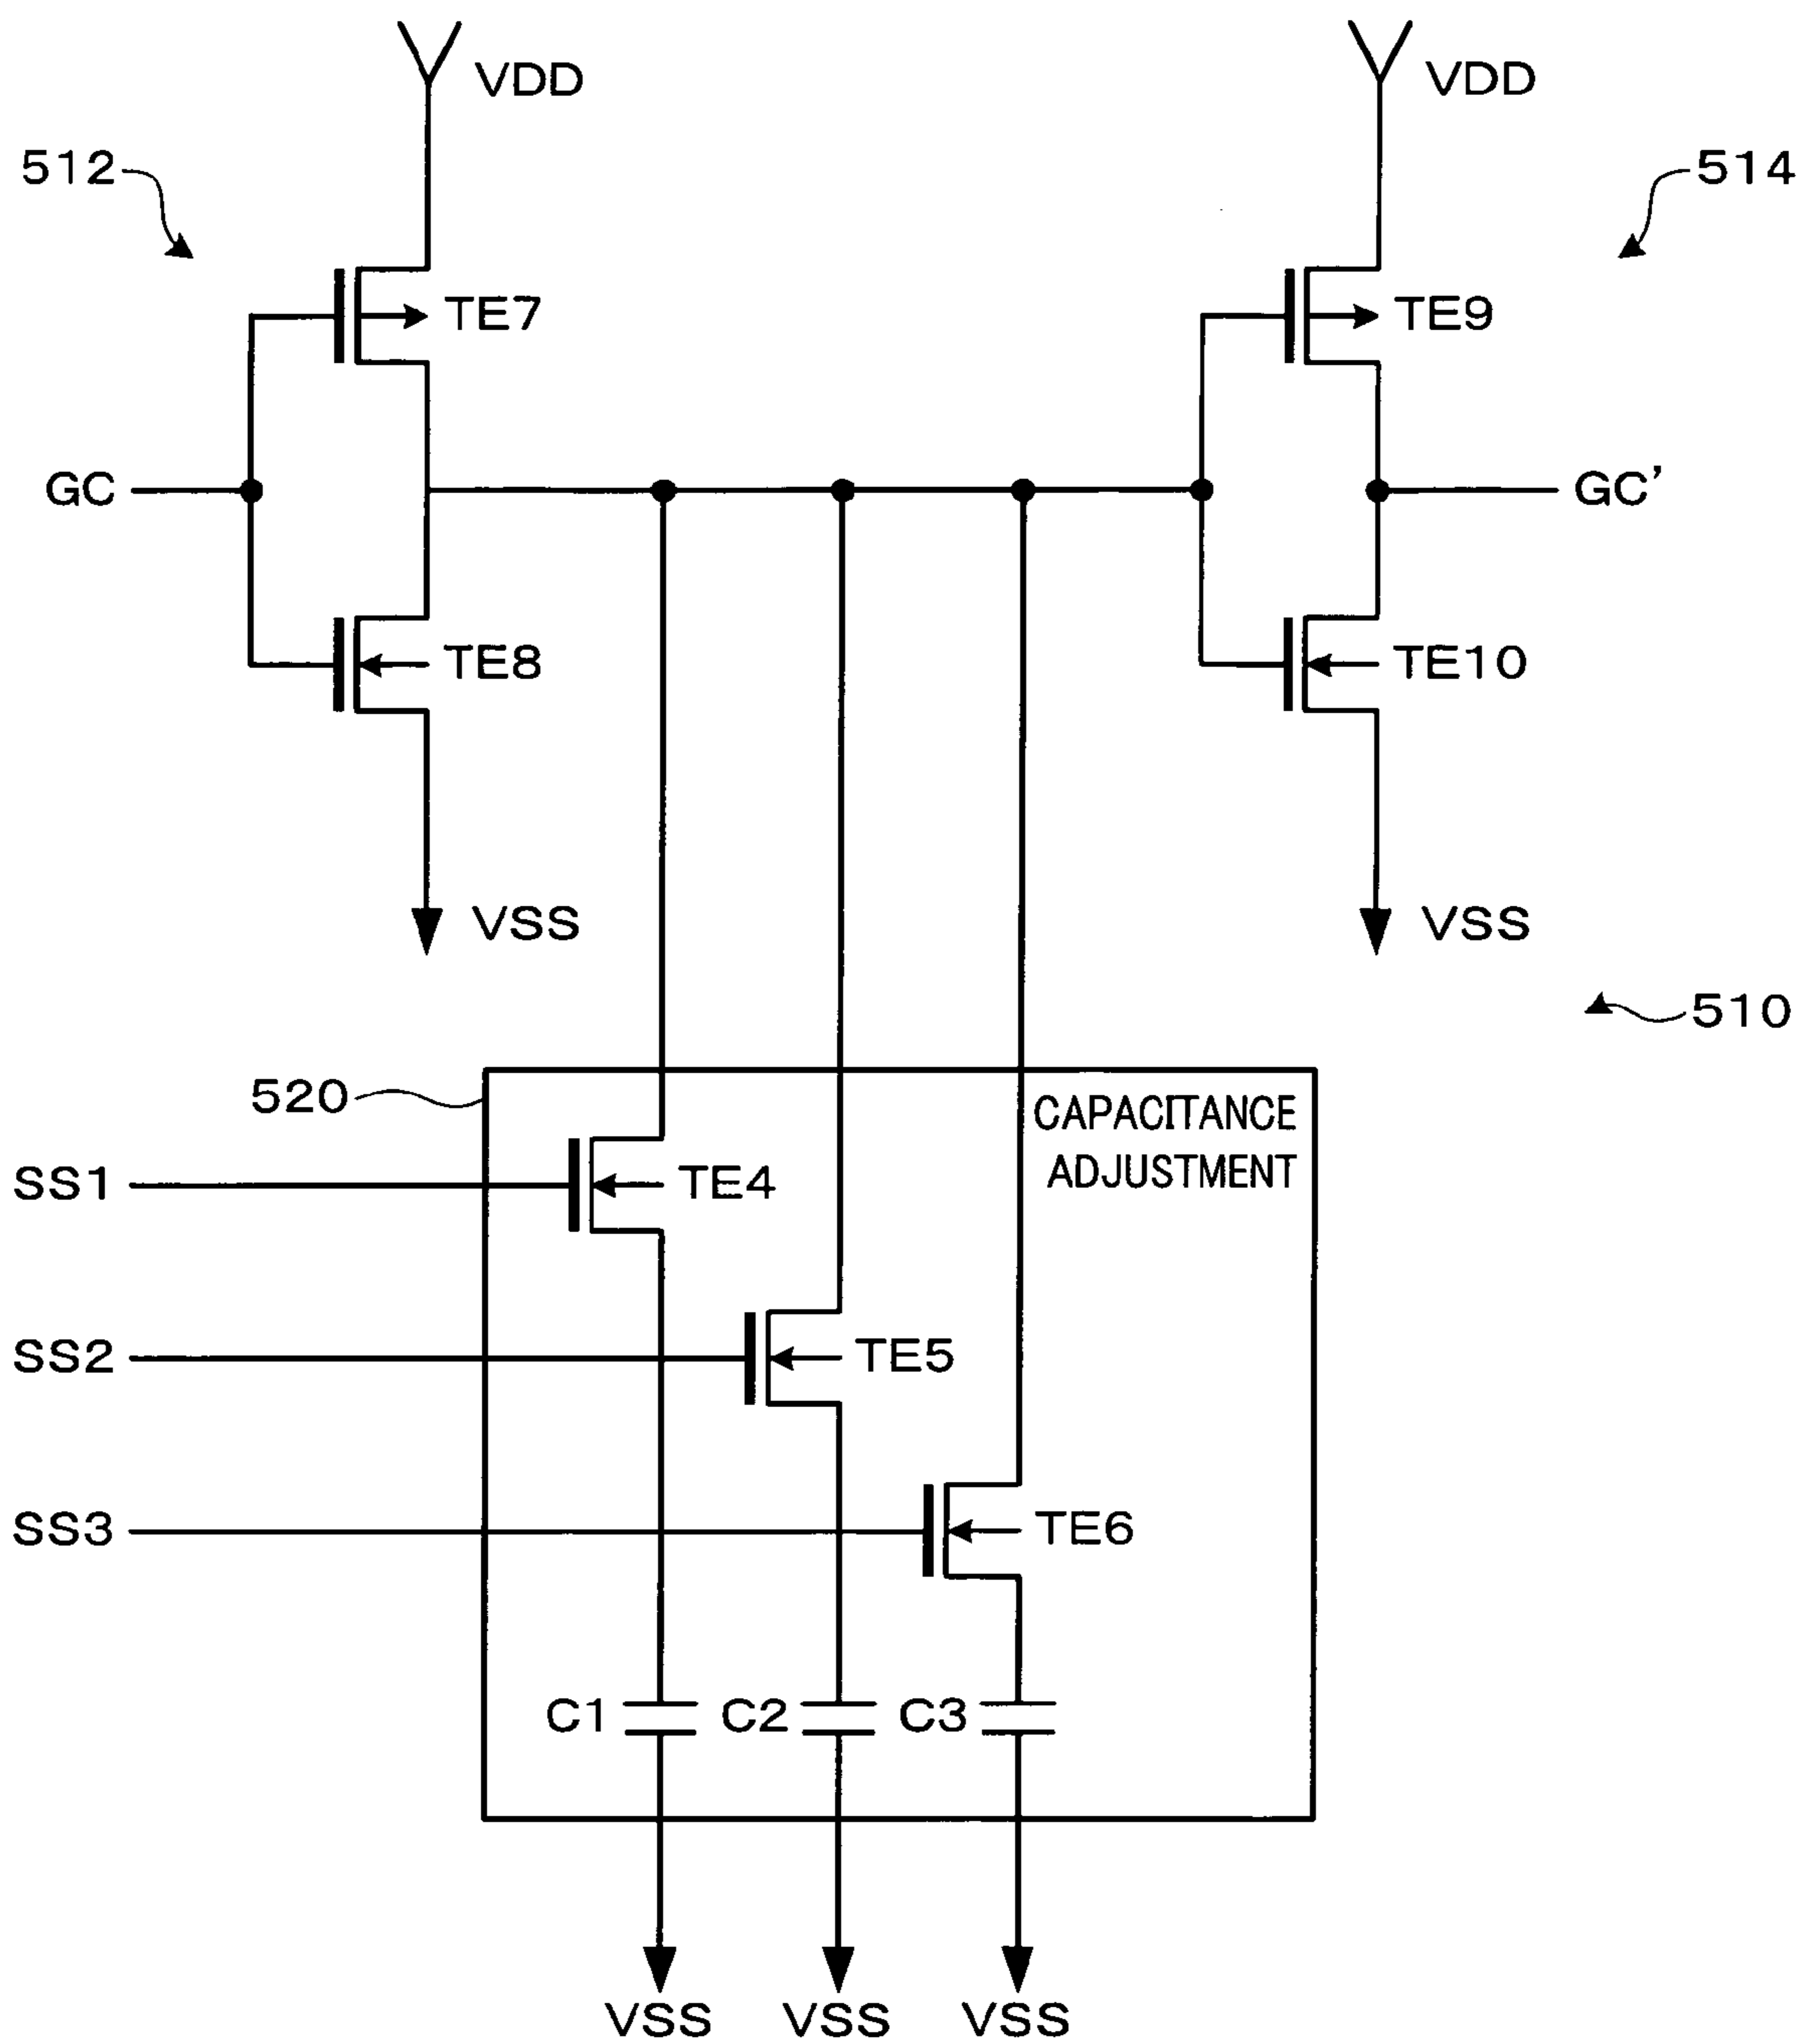 VDD
VDD
512
514
TE7
TE9
GC
GC'
TE8
TE10
VSS
VSS
510
520
CAPACITANCE
ADJUSTMENT
SS1
TE4
SS2
TE5
SS3
TE6
C1
C2
C3
VSS
VSS
VSS